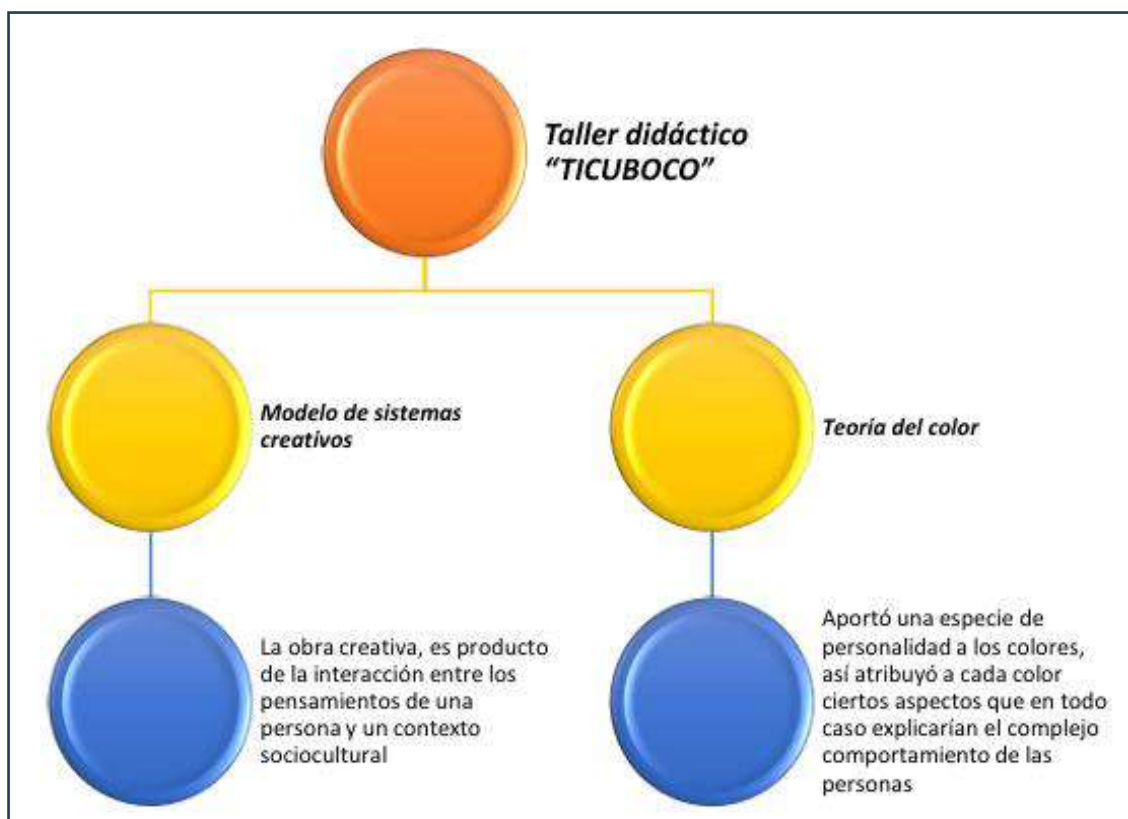 Taller didáctico
“TICUBOCO”
Modelo de sistemas
creativos
Teoría del color
La obra creativa, es producto
de la interacción entre los
pensamientos de una
persona y un contexto
sociocultural
Aportó una especie de
personalidad a los colores,
así atribuyó a cada color
ciertos aspectos que en todo
caso explicarían el complejo
comportamiento de las
personas